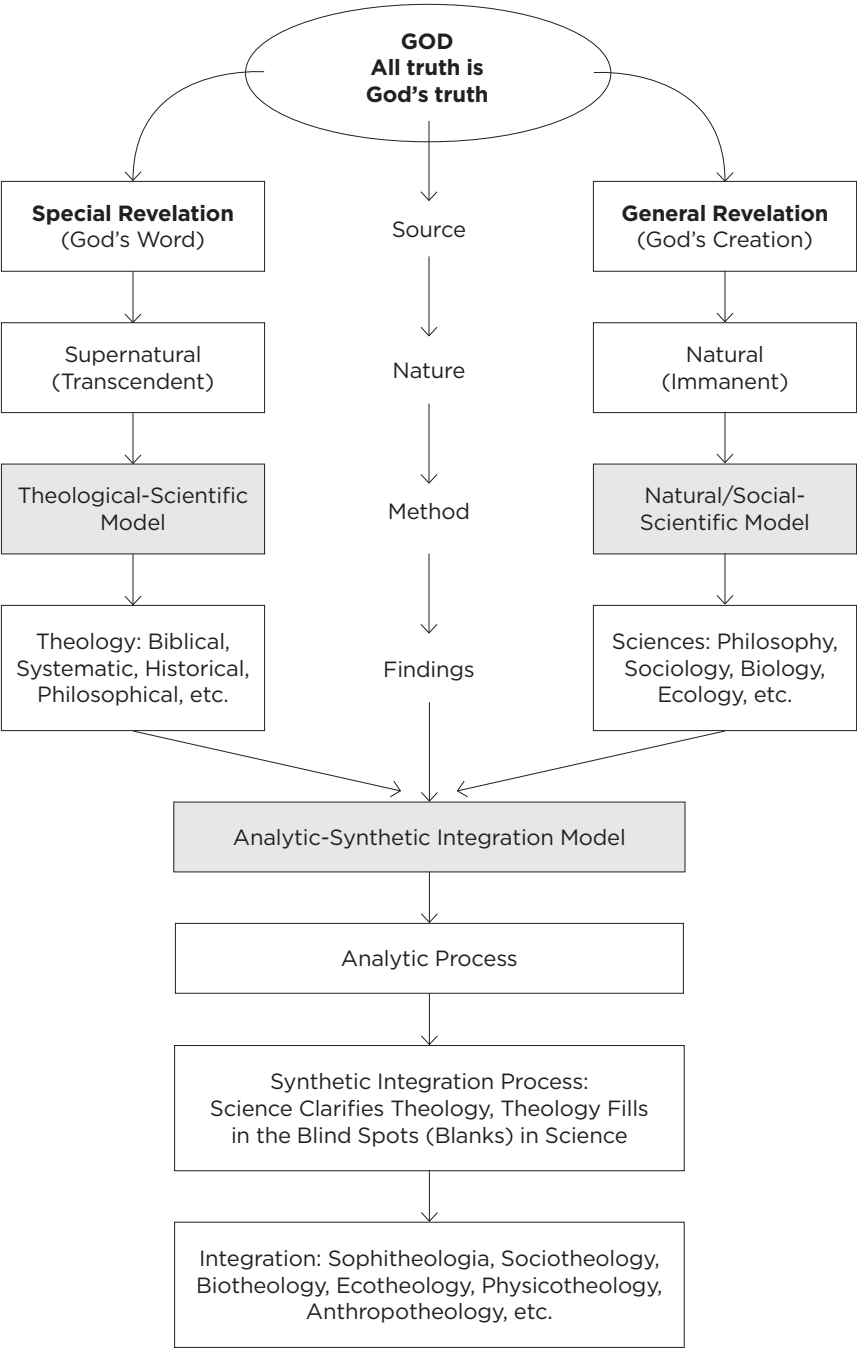 GOD
All truth is
God’s truth
Special Revelation
(God’s Word)
Source
General Revelation
(God’s Creation)
Supernatural
(Transcendent)
Nature
Natural
(Immanent)
Theological-Scientific
Model
Method
Natural/Social-
Scientific Model
Theology: Biblical,
Systematic, Historical,
Philosophical, etc.
Findings
Sciences: Philosophy,
Sociology, Biology,
Ecology, etc.
Analytic-Synthetic Integration Model
Analytic Process
Synthetic Integration Process:
Science Clarifies Theology, Theology Fills
in the Blind Spots (Blanks) in Science
Integration: Sophitheologia, Sociotheology,
Biotheology, Ecotheology, Physicotheology,
Anthropotheology, etc.